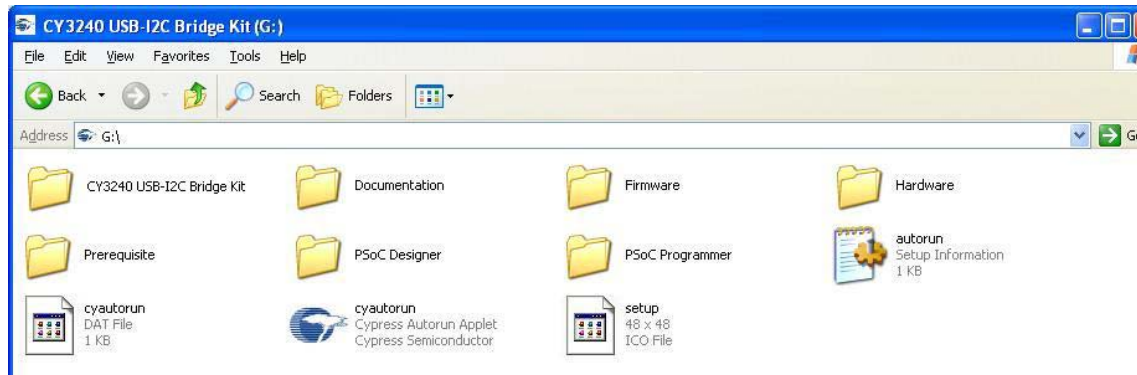 CY3240 USB-I2C Bridge Kit (G:)
File Edit View Favorites Tools Help
Back Search Folders
Address G:\ G
CY3240 USB-I2C Bridge Kit Documentation Firmware Hardware
Prerequisite PSoC Designer PSoC Programmer
autorun
Setup Information
1 KB
cyautorun
DAT File
1 KB
cyautorun
Cypress Autorun Applet
Cypress Semiconductor
setup
48 x 48
ICO File